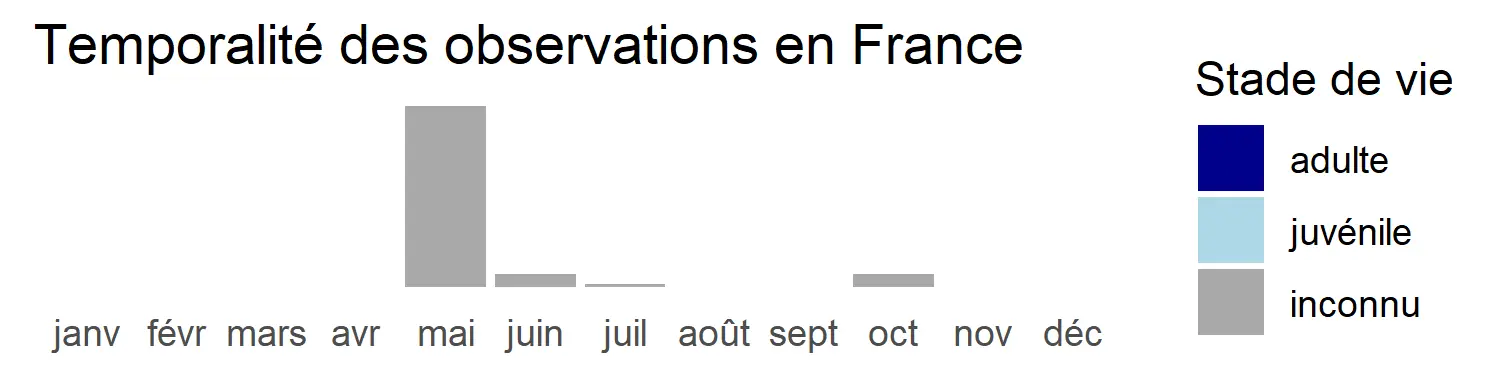 Temporalité des observations en France
janv févr mars avr mai juin juil août sept oct nov déc
Stade de vie
adulte
juvénile
inconnu